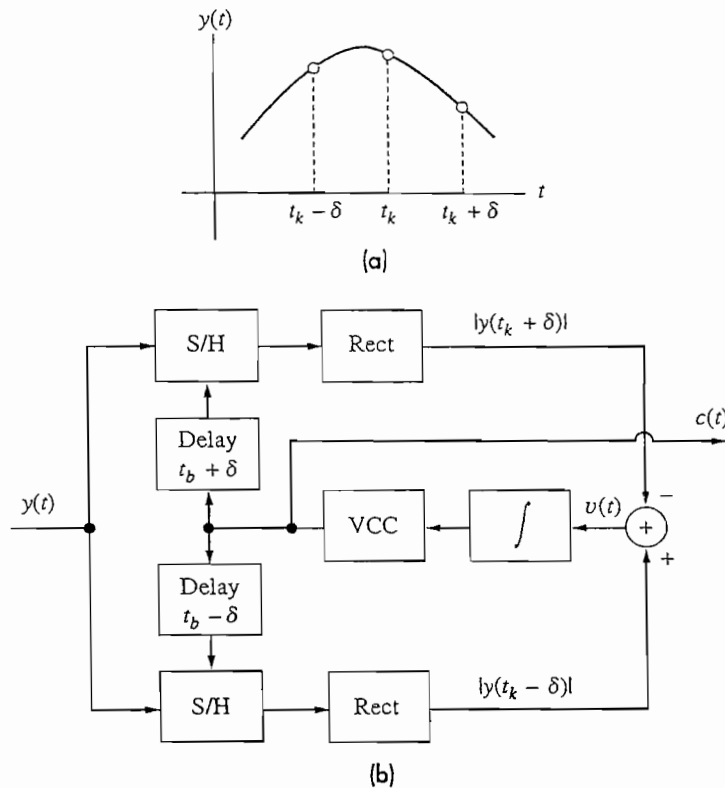 y(t)
t
t_k − δ
t_k
t_k + δ
(a)
S/H
Rect
|y(t_k + δ)|
Delay
t_b + δ
c(t)
−
y(t)
VCC
∫
v(t)
+
+
Delay
t_b − δ
S/H
Rect
|y(t_k − δ)|
(b)